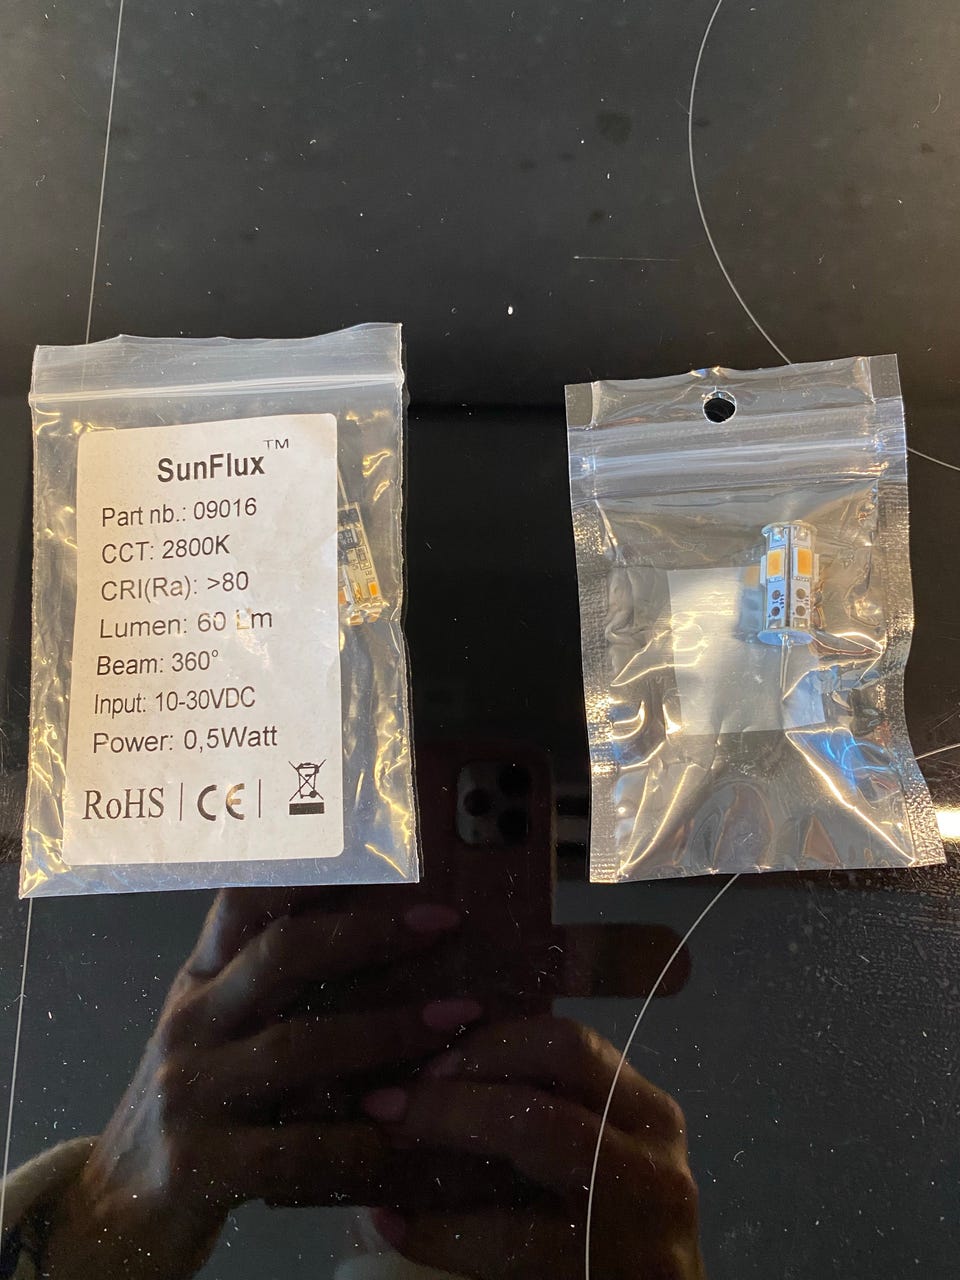 SunFlux™
Part nb.: 09016
CCT: 2800K
CRI(Ra): >80
Lumen: 60 Lm
Beam: 360°
Input: 10-30VDC
Power: 0,5Watt
RoHS | CE |